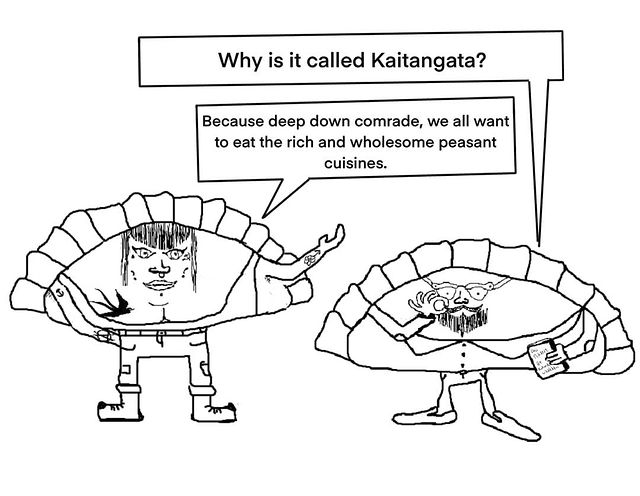 Why is it called Kaitangata?
Because deep down comrade, we all want
to eat the rich and wholesome peasant
cuisines.